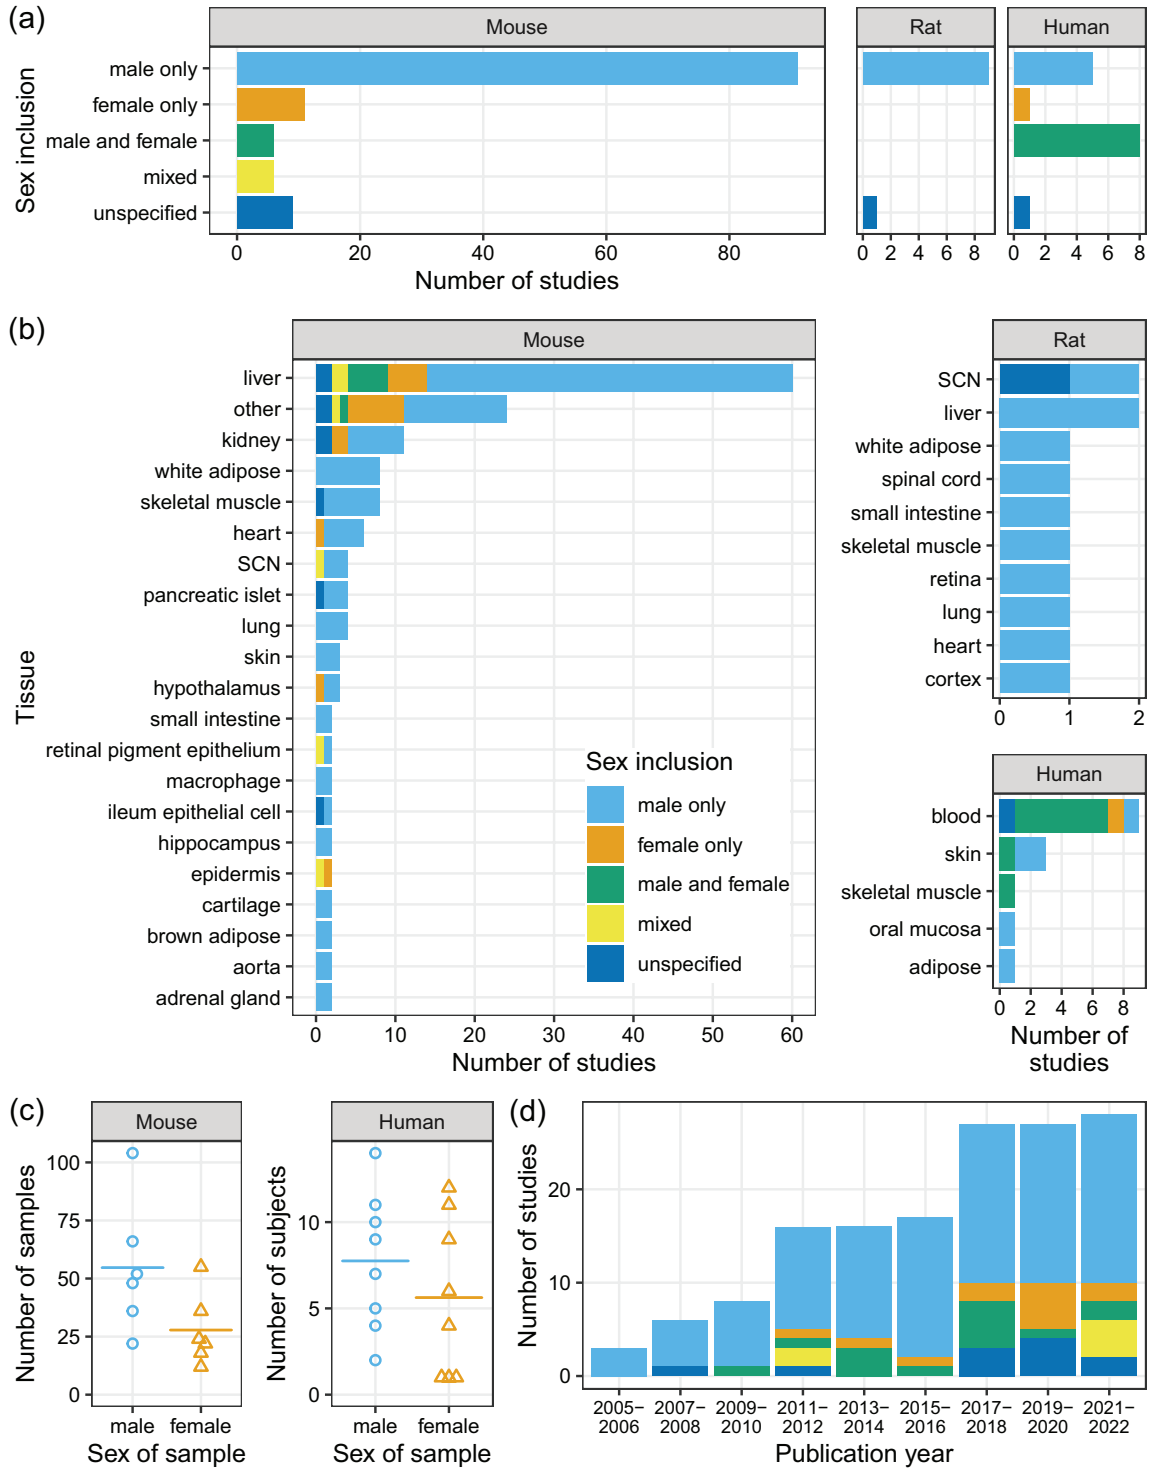 (a)
Mouse
Rat
Human
Sex inclusion
male only
female only
male and female
mixed
unspecified
0 20 40 60 80
0 2 4 6 8
0 2 4 6 8
Number of studies
(b)
Mouse
Tissue
liver
other
kidney
white adipose
skeletal muscle
heart
SCN
pancreatic islet
lung
skin
hypothalamus
small intestine
retinal pigment epithelium
macrophage
ileum epithelial cell
hippocampus
epidermis
cartilage
brown adipose
aorta
adrenal gland
0 10 20 30 40 50 60
Number of studies
Sex inclusion
male only
female only
male and female
mixed
unspecified
Rat
SCN
liver
white adipose
spinal cord
small intestine
skeletal muscle
retina
lung
heart
cortex
0 1 2
Human
blood
skin
skeletal muscle
oral mucosa
adipose
0 2 4 6 8
Number of
studies
(c)
Mouse
Number of samples
100
75
50
25
0
male female
Sex of sample
Human
Number of subjects
10
5
0
male female
Sex of sample
(d)
Number of studies
20
10
0
2005– 2007– 2009– 2011– 2013– 2015– 2017– 2019– 2021–
2006 2008 2010 2012 2014 2016 2018 2020 2022
Publication year